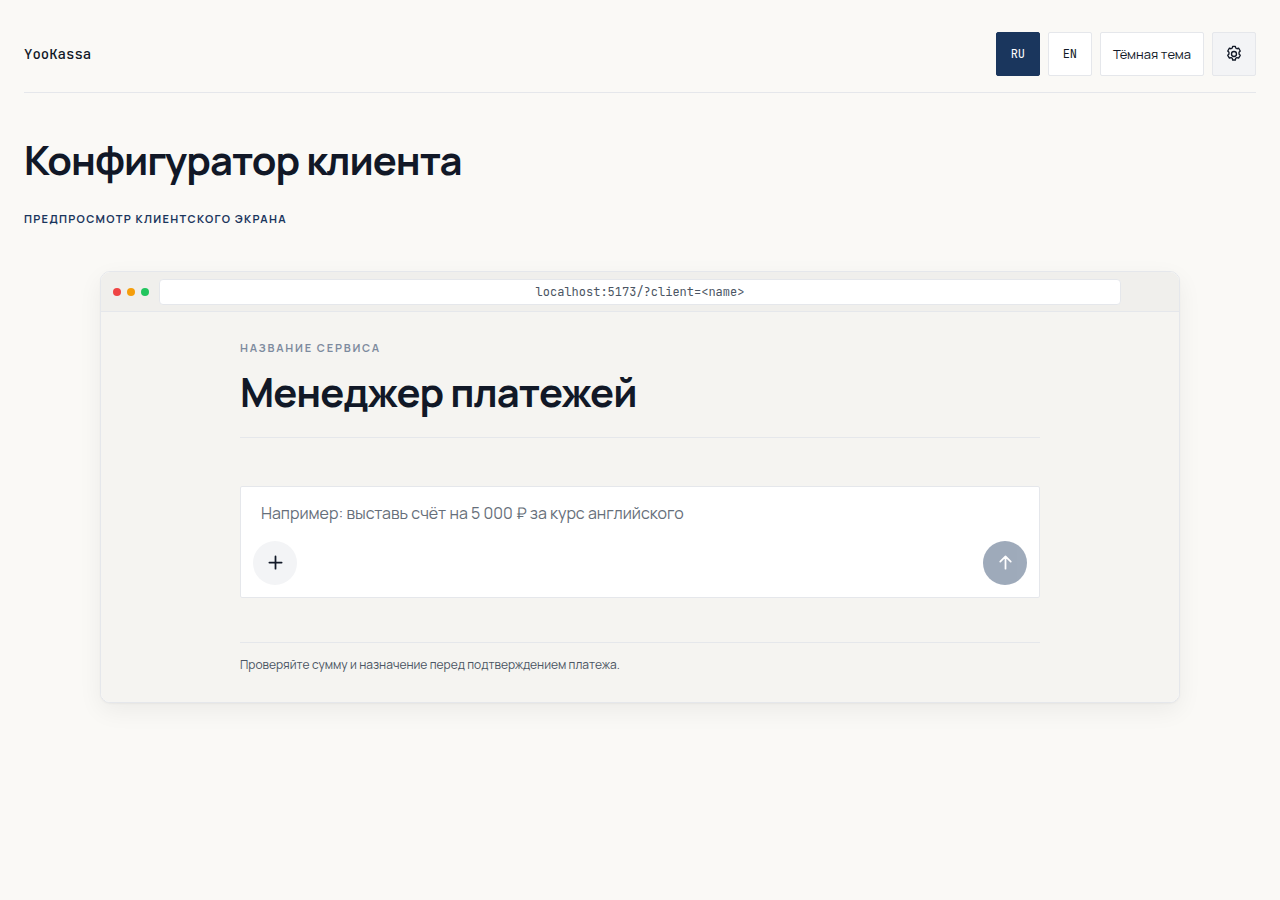 YooKassa
RU
EN
Тёмная тема
Конфигуратор клиента
ПРЕДПРОСМОТР КЛИЕНТСКОГО ЭКРАНА
localhost:5173/?client=<name>
НАЗВАНИЕ СЕРВИСА
Менеджер платежей
Например: выставь счёт на 5 000 ₽ за курс английского
Проверяйте сумму и назначение перед подтверждением платежа.